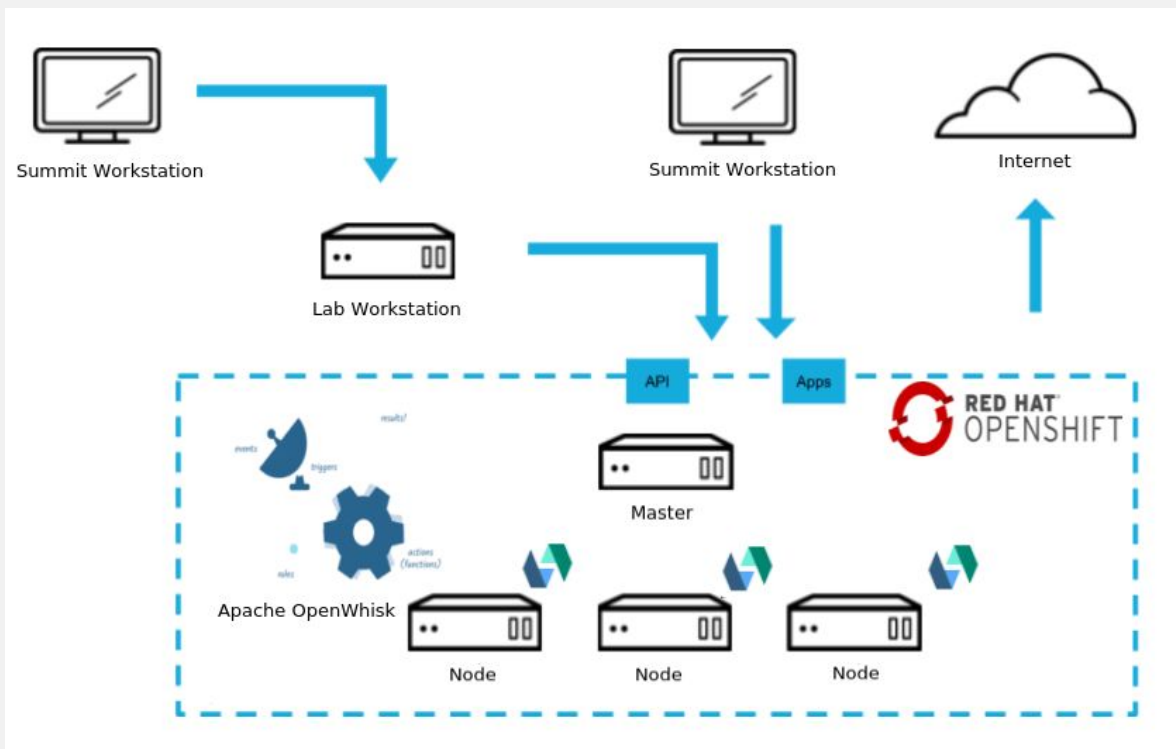 Summit Workstation
Summit Workstation
Internet
Lab Workstation
API
Apps
RED HAT
OPENSHIFT
results!
events
triggers
Master
actions
(functions)
rules
Apache OpenWhisk
Node
Node
Node